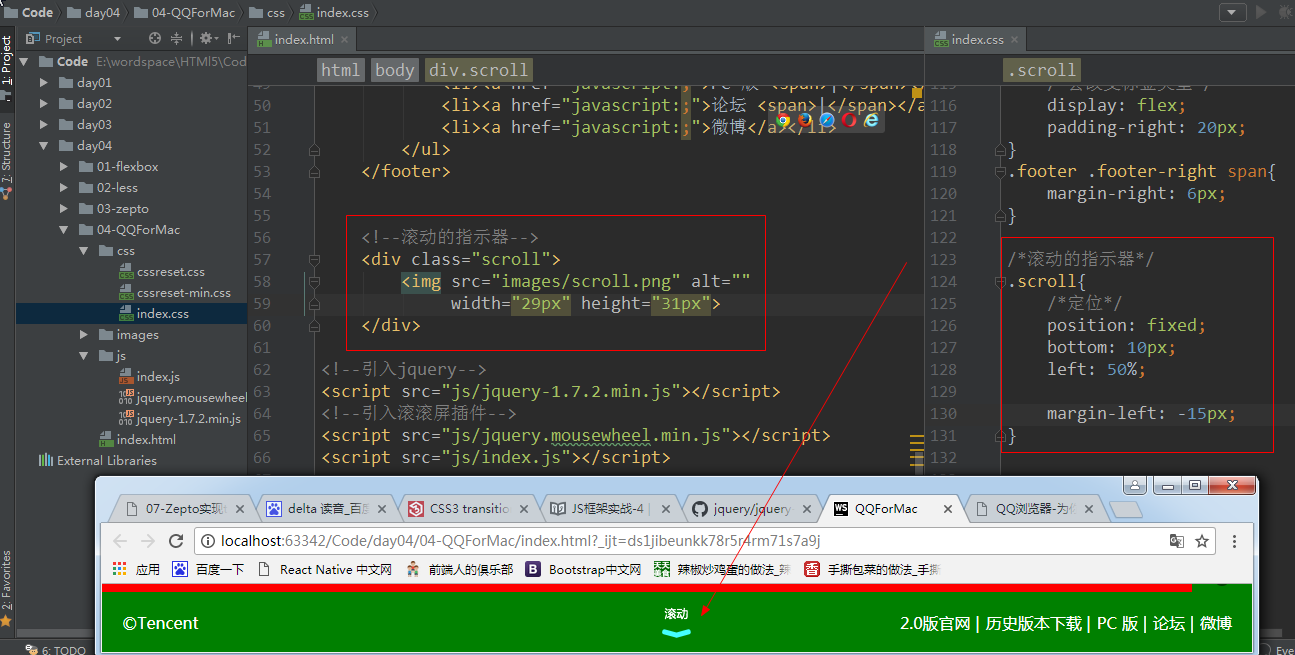 Code day04 04-QQForMac css index.css
Project
index.html
index.css
1: Project
7: Structure
2: Favorites
Code E:\wordspace\HTMl5\Cod
day01
day02
day03
day04
01-flexbox
02-less
03-zepto
04-QQForMac
css
cssreset.css
cssreset-min.css
index.css
images
js
index.js
jquery.mousewheel
jquery-1.7.2.min.js
index.html
External Libraries
html body div.scroll
50 <li><a href="javascript:;">论坛 <span>|</span></a
51 <li><a href="javascript:;">微博</a></li>
52 </ul>
53 </footer>
54
55
56 <!--滚动的指示器-->
57 <div class="scroll">
58 <img src="images/scroll.png" alt=""
59 width="29px" height="31px">
60 </div>
61
62 <!--引入jquery-->
63 <script src="js/jquery-1.7.2.min.js"></script>
64 <!--引入滚滚屏插件-->
65 <script src="js/jquery.mousewheel.min.js"></script>
66 <script src="js/index.js"></script>
.scroll
116 display: flex;
117 padding-right: 20px;
118 }
119 .footer .footer-right span{
120 margin-right: 6px;
121 }
122
123 /*滚动的指示器*/
124 .scroll{
125 /*定位*/
126 position: fixed;
127 bottom: 10px;
128 left: 50%;
129
130 margin-left: -15px;
131 }
132
07-Zepto实现 delta 读音_百度 CSS3 transitio JS框架实战-4 | jquery/jquery QQForMac QQ浏览器-为
localhost:63342/Code/day04/04-QQForMac/index.html?_ijt=ds1jibeunkk78r5r4rm71s7a9j
应用 百度一下 React Native 中文网 前端人的俱乐部 Bootstrap中文网 辣椒炒鸡蛋的做法_辣 手撕包菜的做法_手撕
©Tencent
滚动
2.0版官网 | 历史版本下载 | PC 版 | 论坛 | 微博
6: TODO
Eve